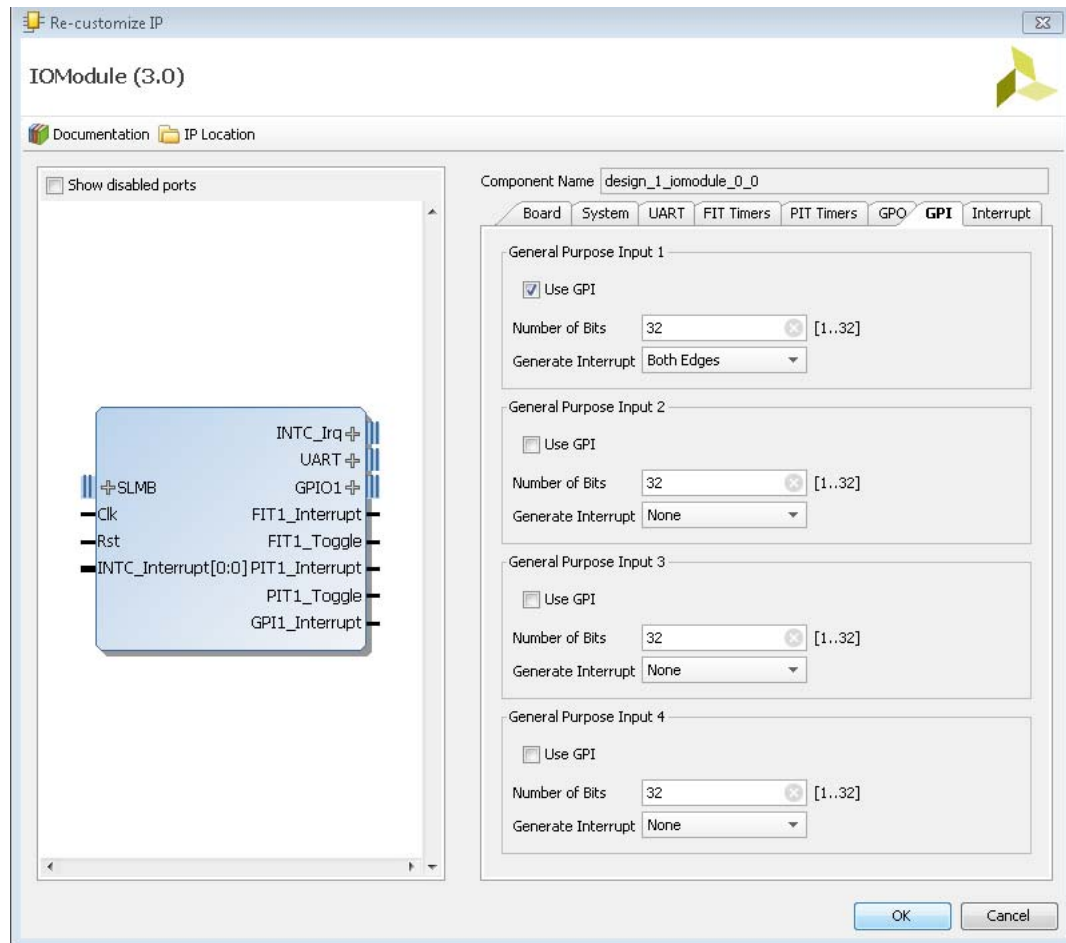 Re-customize IP
IOModule (3.0)
Documentation IP Location
Show disabled ports
INTC_Irq
UART
SLMB GPIO1
Clk FIT1_Interrupt
Rst FIT1_Toggle
INTC_Interrupt[0:0] PIT1_Interrupt
PIT1_Toggle
GPI1_Interrupt
Component Name design_1_iomodule_0_0
Board System UART FIT Timers PIT Timers GPO GPI Interrupt
General Purpose Input 1
Use GPI
Number of Bits 32 [1..32]
Generate Interrupt Both Edges
General Purpose Input 2
Use GPI
Number of Bits 32 [1..32]
Generate Interrupt None
General Purpose Input 3
Use GPI
Number of Bits 32 [1..32]
Generate Interrupt None
General Purpose Input 4
Use GPI
Number of Bits 32 [1..32]
Generate Interrupt None
OK Cancel